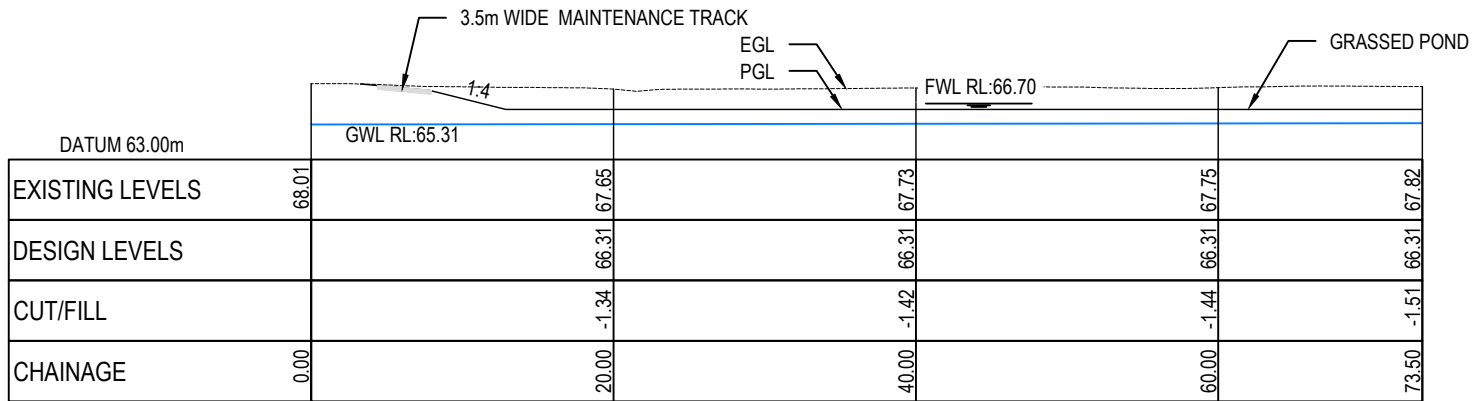 3.5m WIDE MAINTENANCE TRACK
EGL
PGL
GRASSED POND
1.4
FWL RL:66.70
GWL RL:65.31
DATUM 63.00m
EXISTING LEVELS 68.01 67.65 67.73 67.75 67.82
DESIGN LEVELS 66.31 66.31 66.31 66.31
CUT/FILL -1.34 -1.42 -1.44 -1.51
CHAINAGE 0.00 20.00 40.00 60.00 73.50